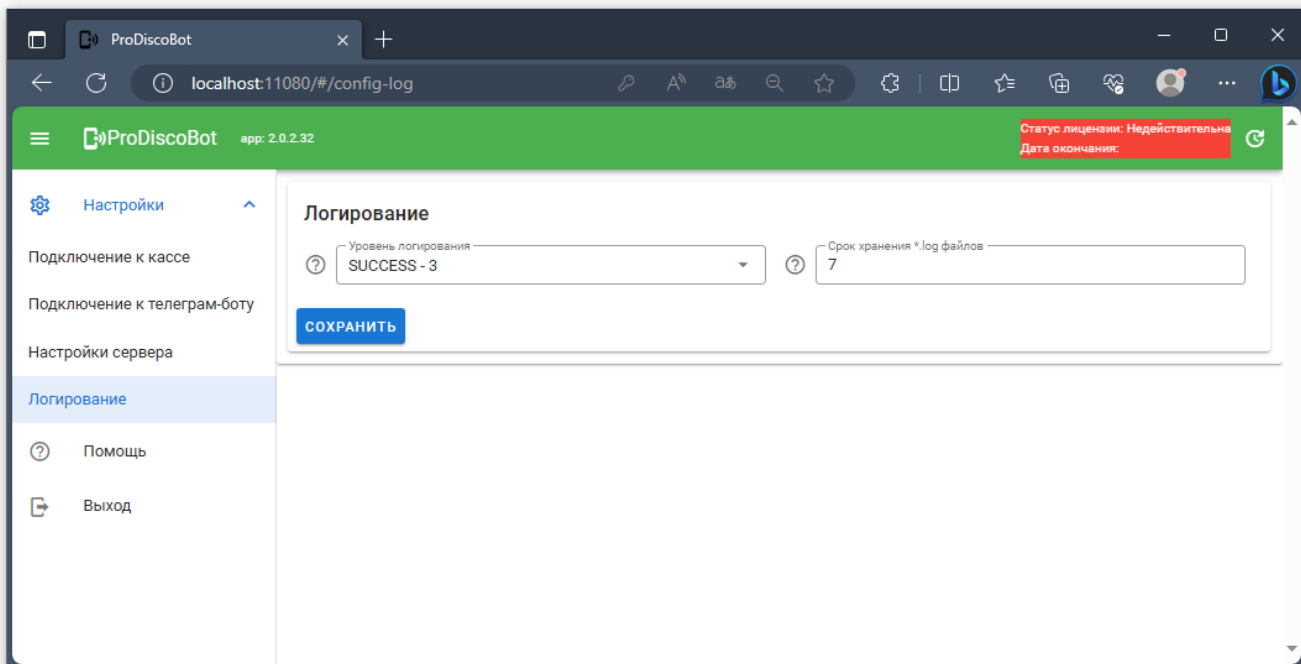 ProDiscoBot
localhost:11080/#/config-log
ProDiscoBot app: 2.0.2.32
Статус лицензии: Недействительна
Дата окончания:
Настройки
Подключение к кассе
Подключение к телеграм-боту
Настройки сервера
Логирование
Помощь
Выход
Логирование
Уровень логирования
SUCCESS - 3
Срок хранения *.log файлов
7
СОХРАНИТЬ